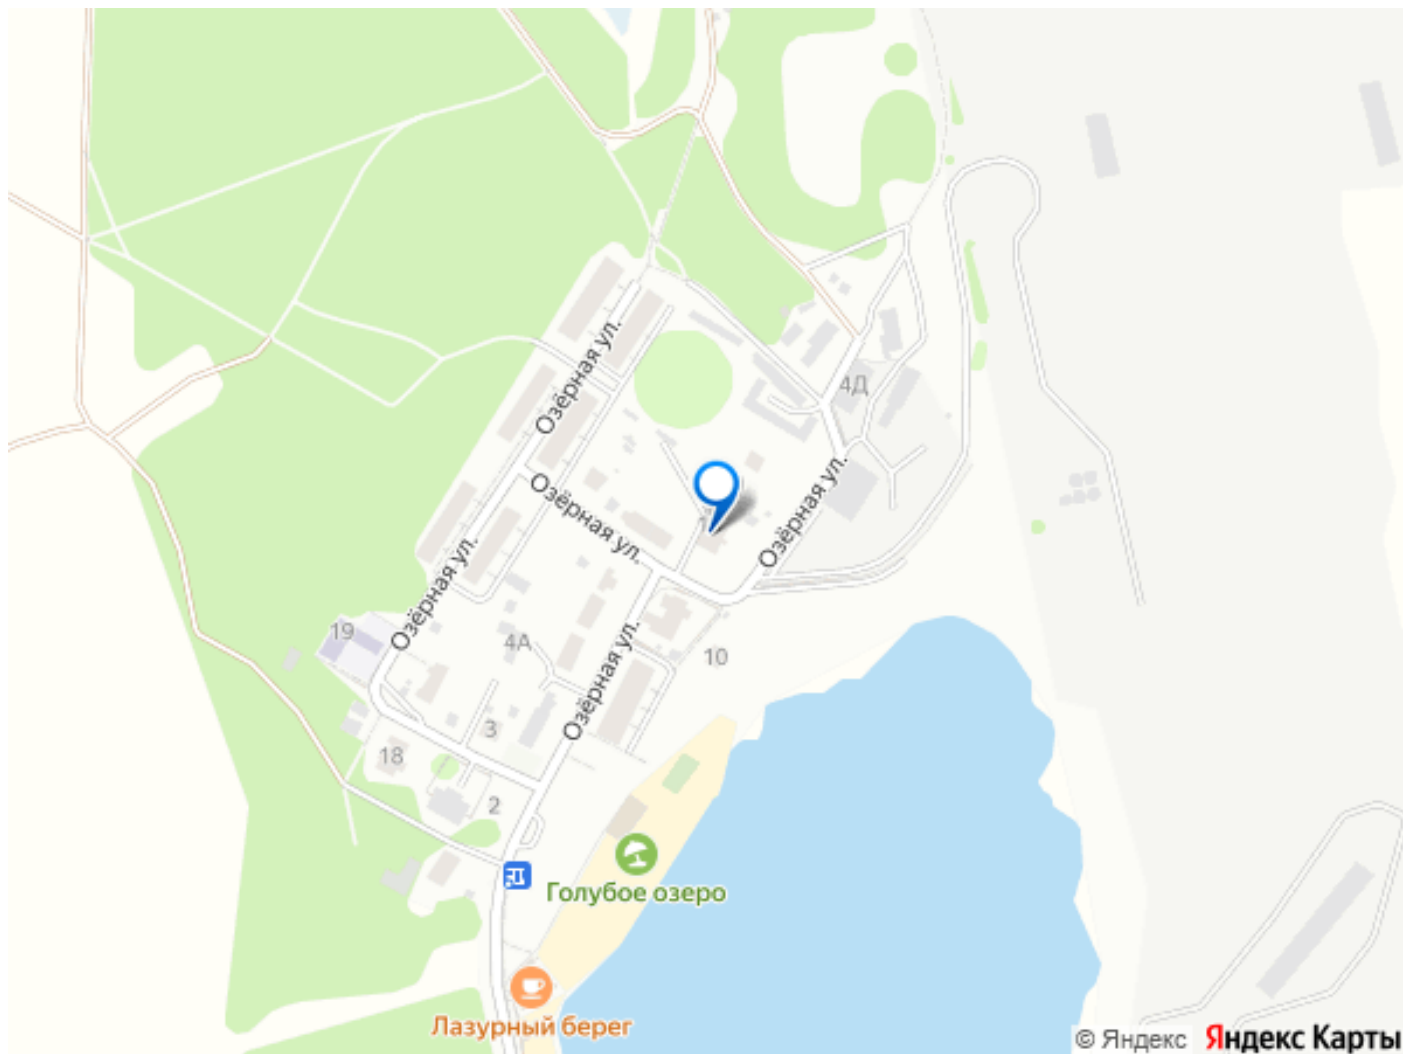 Озёрная ул.
4Д
Озёрная ул.
Озёрная ул.
Озёрная ул.
19
4А
10
Озёрная ул.
3
18
2
Голубое озеро
Лазурный берег
© Яндекс Яндекс Карты